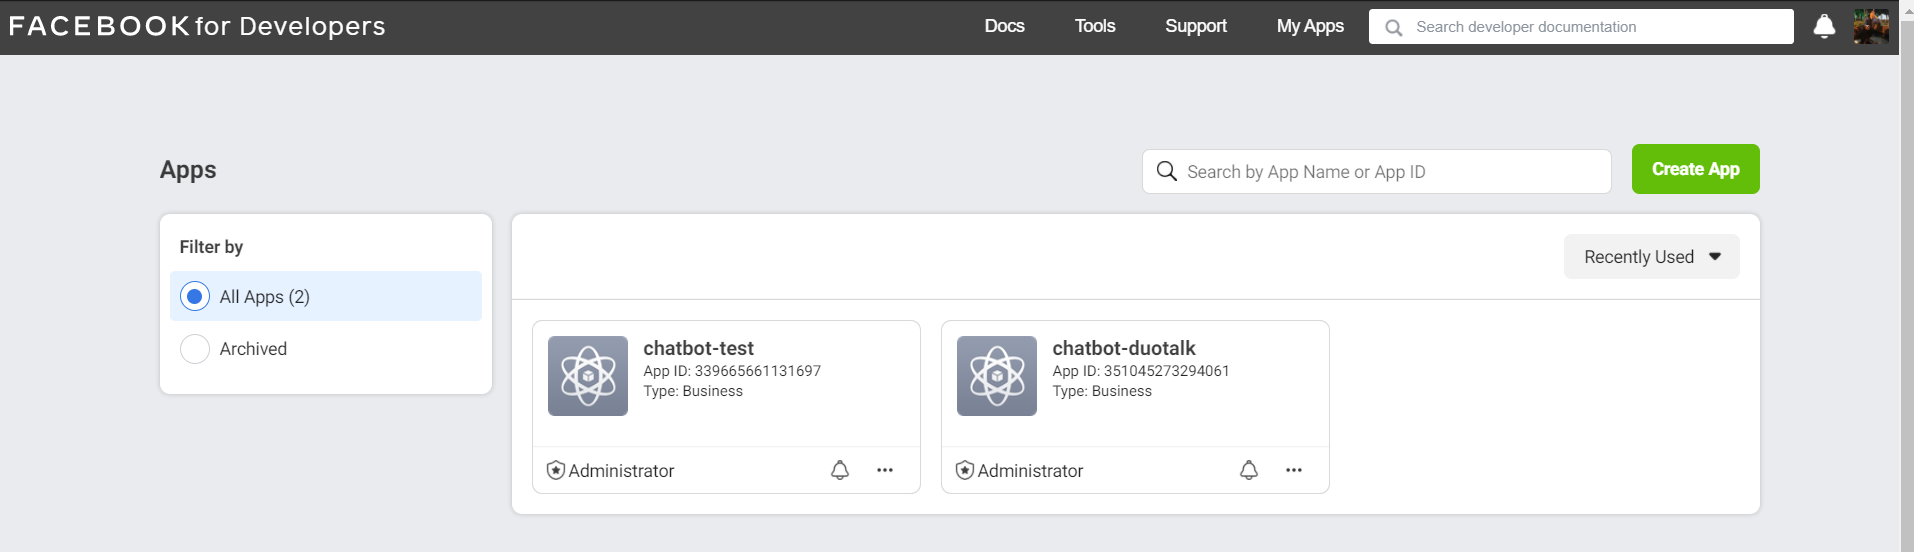 FACEBOOK for Developers Docs Tools Support My Apps Search developer documentation
Apps Search by App Name or App ID Create App
Filter by
All Apps (2)
Archived
Recently Used
chatbot-test
App ID: 339665661131697
Type: Business
Administrator
chatbot-duotalk
App ID: 351045273294061
Type: Business
Administrator